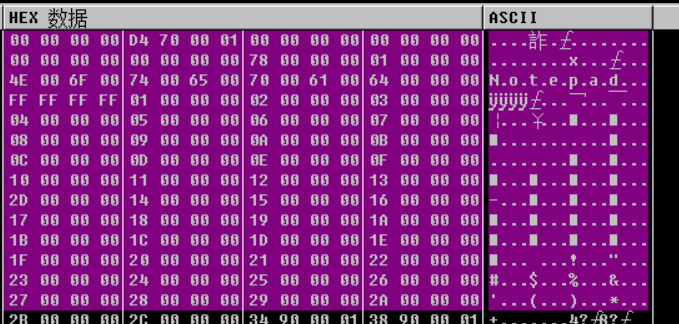 HEX 数据 ASCII
00 00 00 00 D4 70 00 01 00 00 00 00 00 00 00 00 ....詐.£........
00 00 00 00 00 00 00 00 78 00 00 00 01 00 00 00 ........x...£...
4E 00 6F 00 74 00 65 00 70 00 61 00 64 00 00 00 N.o.t.e.p.a.d...
FF FF FF FF 01 00 00 00 02 00 00 00 03 00 00 00 ÿÿÿÿ
04 00 00 00 05 00 00 00 06 00 00 00 07 00 00 00
08 00 00 00 09 00 00 00 0A 00 00 00 0B 00 00 00
0C 00 00 00 0D 00 00 00 0E 00 00 00 0F 00 00 00
10 00 00 00 11 00 00 00 12 00 00 00 13 00 00 00
2D 00 00 00 14 00 00 00 15 00 00 00 16 00 00 00
17 00 00 00 18 00 00 00 19 00 00 00 1A 00 00 00
1B 00 00 00 1C 00 00 00 1D 00 00 00 1E 00 00 00
1F 00 00 00 20 00 00 00 21 00 00 00 22 00 00 00
23 00 00 00 24 00 00 00 25 00 00 00 26 00 00 00 #...$...%...&...
27 00 00 00 28 00 00 00 29 00 00 00 2A 00 00 00 '...(...)...*...
2B 00 00 00 2C 00 00 00 34 90 00 01 38 90 00 01